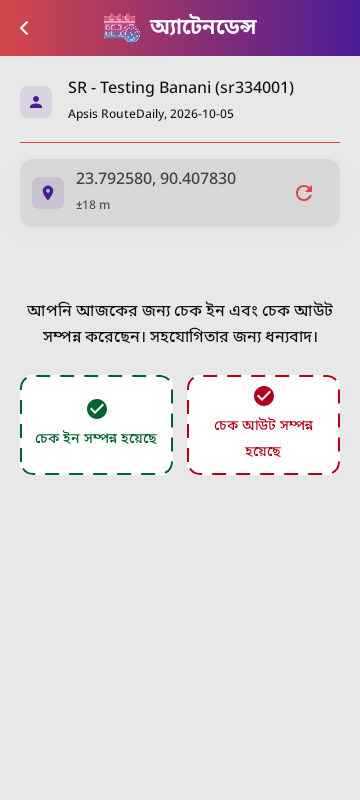 অ্যাটেনডেন্স
SR - Testing Banani (sr334001)
Apsis RouteDaily, 2026-10-05
23.792580, 90.407830
±18 m
আপনি আজকের জন্য চেক ইন এবং চেক আউট
সম্পন্ন করেছেন। সহযোগিতার জন্য ধন্যবাদ।
চেক ইন সম্পন্ন হয়েছে
চেক আউট সম্পন্ন
হয়েছে